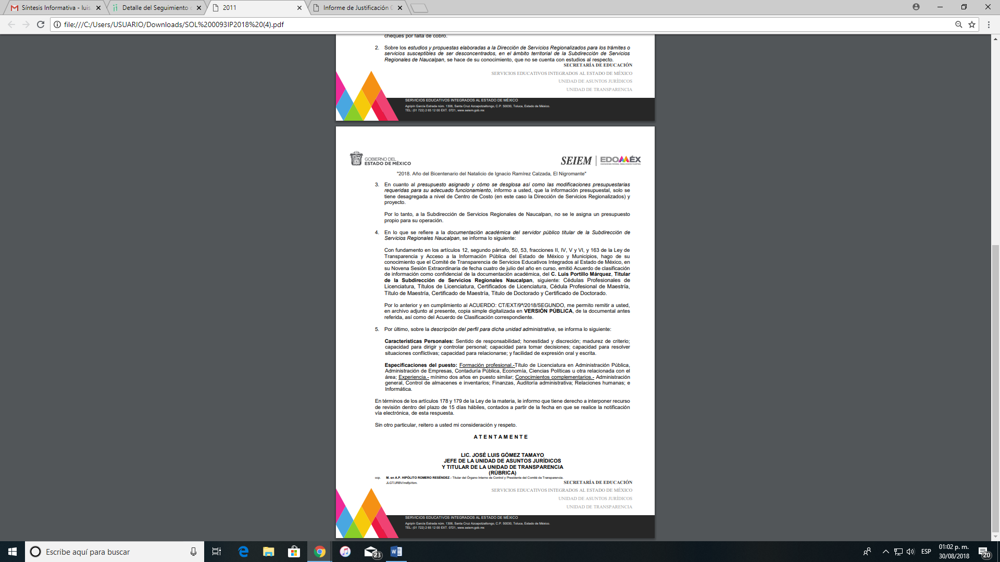 Síntesis Informativa - luis.
Detalle del Seguimiento d
2011
Informe de Justificación 0
file:///C:/Users/USUARIO/Downloads/SOL%200093IP2018%20(4).pdf
cheques por falta de cobro.
2. Sobre los estudios y propuestas elaboradas a la Dirección de Servicios Regionalizados para los trámites o
servicios susceptibles de ser desconcentrados, en el ámbito territorial de la Subdirección de Servicios
Regionales de Naucalpan, se hace de su conocimiento, que no se cuenta con estudios al respecto.
SECRETARÍA DE EDUCACIÓN
SERVICIOS EDUCATIVOS INTEGRADOS AL ESTADO DE MÉXICO
UNIDAD DE ASUNTOS JURÍDICOS
UNIDAD DE TRANSPARENCIA
SERVICIOS EDUCATIVOS INTEGRADOS AL ESTADO DE MÉXICO
Agripín García Estrada núm. 1306, Santa Cruz Azcapotzaltongo, C.P. 50030, Toluca, Estado de México.
TEL: (01 722) 2 65 12 00 EXT. 0721, www.seiem.gob.mx
GOBIERNO DEL
ESTADO DE MÉXICO
SEIEM EDOMÉX
"2018. Año del Bicentenario del Natalicio de Ignacio Ramírez Calzada, El Nigromante"
3. En cuanto al presupuesto asignado y cómo se desglosa así como las modificaciones presupuestarias
requeridas para su adecuado funcionamiento, informo a usted, que la información presupuestal, solo se
tiene desagregada a nivel de Centro de Costo (en este caso la Dirección de Servicios Regionalizados) y
proyecto.
Por lo tanto, a la Subdirección de Servicios Regionales de Naucalpan, no se le asigna un presupuesto
propio para su operación.
4. En lo que se refiere a la documentación académica del servidor público titular de la Subdirección de
Servicios Regionales Naucalpan, se informa lo siguiente:
Con fundamento en los artículos 12, segundo párrafo, 50, 53, fracciones II, IV, V y VI, y 163 de la Ley de
Transparencia y Acceso a la Información Pública del Estado de México y Municipios, hago de su
conocimiento que el Comité de Transparencia de Servicios Educativos Integrados al Estado de México, en
su Novena Sesión Extraordinaria de fecha cuatro de julio del año en curso, emitió Acuerdo de clasificación
de información como confidencial de la documentación académica, del C. Luis Portillo Márquez, Titular
de la Subdirección de Servicios Regionales Naucalpan, siguiente: Cédulas Profesionales de
Licenciatura, Títulos de Licenciatura, Certificados de Licenciatura, Cédula Profesional de Maestría,
Título de Maestría, Certificado de Maestría, Titulo de Doctorado y Certificado de Doctorado.
Por lo anterior y en cumplimiento al ACUERDO: CT/EXT/9ª/2018/SEGUNDO, me permito remitir a usted,
en archivo adjunto al presente, copia simple digitalizada en VERSIÓN PÚBLICA, de la documental antes
referida, así como del Acuerdo de Clasificación correspondiente.
5. Por último, sobre la descripción del perfil para dicha unidad administrativa, se informa lo siguiente:
Características Personales: Sentido de responsabilidad; honestidad y discreción; madurez de criterio;
capacidad para dirigir y controlar personal; capacidad para tomar decisiones; capacidad para resolver
situaciones conflictivas; capacidad para relacionarse; y facilidad de expresión oral y escrita.
Especificaciones del puesto: Formación profesional.-Título de Licenciatura en Administración Pública,
Administración de Empresas, Contaduría Pública, Economía, Ciencias Políticas u otra relacionada con el
área; Experiencia.- mínimo dos años en puesto similar; Conocimientos complementarios.- Administración
general, Control de almacenes e inventarios; Finanzas, Auditoría administrativa; Relaciones humanas; e
Informática.
En términos de los artículos 178 y 179 de la Ley de la materia, le informo que tiene derecho a interponer recurso
de revisión dentro del plazo de 15 días hábiles, contados a partir de la fecha en que se realice la notificación
vía electrónica, de esta respuesta.
Sin otro particular, reitero a usted mi consideración y respeto.
A T E N T A M E N T E
LIC. JOSÉ LUIS GÓMEZ TAMAYO
JEFE DE LA UNIDAD DE ASUNTOS JURÍDICOS
Y TITULAR DE LA UNIDAD DE TRANSPARENCIA
(RÚBRICA)
ccp. M. en A.P. HIPÓLITO ROMERO RESÉNDEZ.- Titular del Órgano Interno de Control y Presidente del Comité de Transparencia.
JLGT/JRBV/mdfp/rbm.
SECRETARÍA DE EDUCACIÓN
SERVICIOS EDUCATIVOS INTEGRADOS AL ESTADO DE MÉXICO
UNIDAD DE ASUNTOS JURÍDICOS
UNIDAD DE TRANSPARENCIA
SERVICIOS EDUCATIVOS INTEGRADOS AL ESTADO DE MÉXICO
Agripín García Estrada núm. 1306, Santa Cruz Azcapotzaltongo, C.P. 50030, Toluca, Estado de México.
TEL: (01 722) 2 65 12 00 EXT. 0721, www.seiem.gob.mx
Escribe aquí para buscar
23
ESP
01:02 p. m.
30/08/2018
20